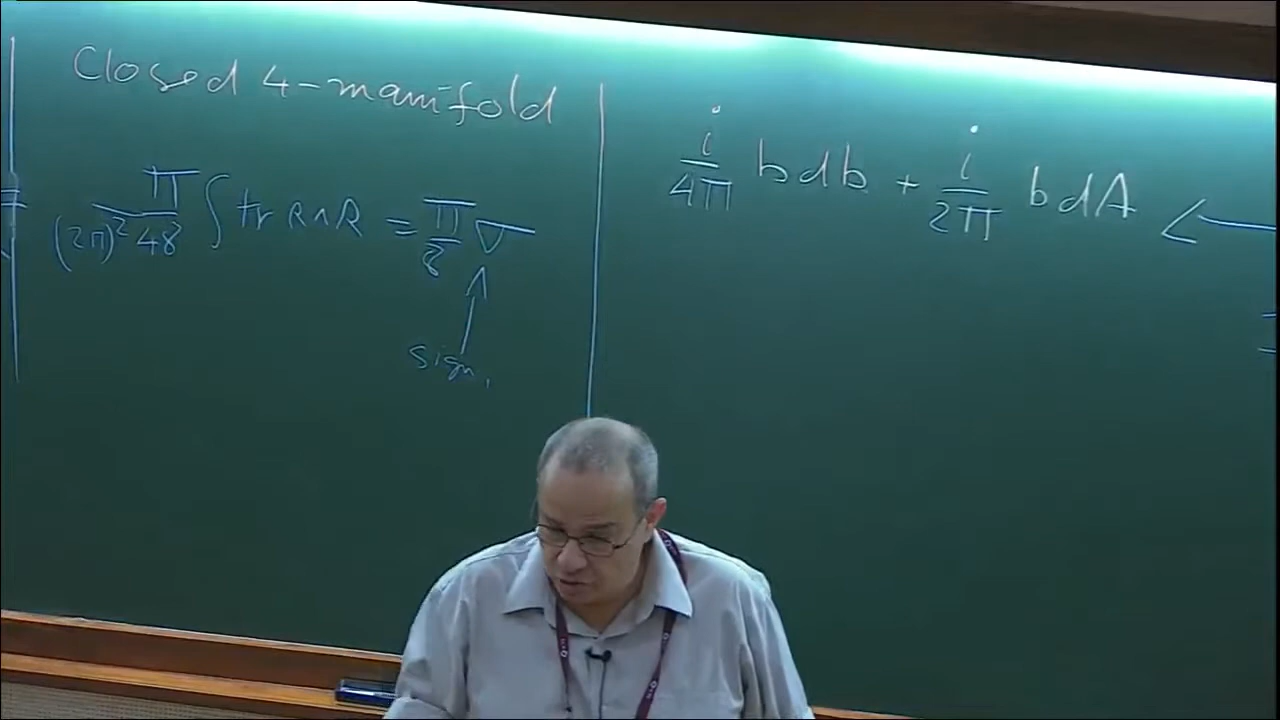 Closed 4-manifold
π/((2π)² 48) ∫ tr R∧R = π/8 σ
↑
sign.
i/4π bdb + i/2π bdA ←